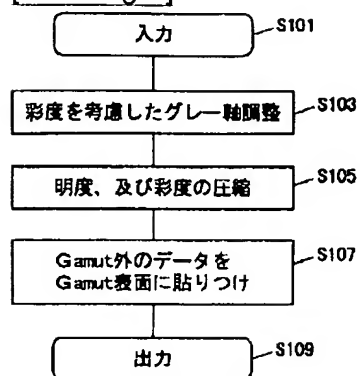 入力
S101
彩度を考慮したグレー軸調整
S103
明度、及び彩度の圧縮
S105
Gamut外のデータを
Gamut表面に貼りつけ
S107
出力
S109